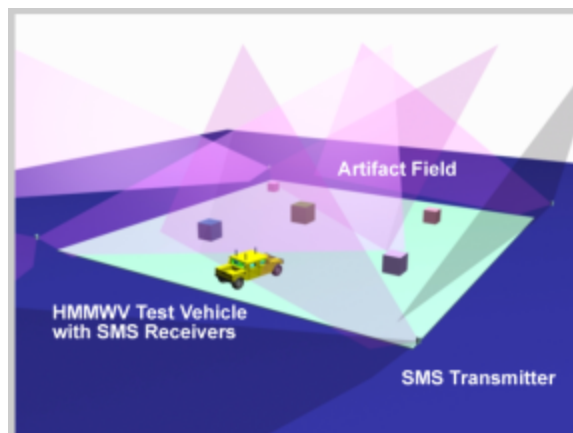 Artifact Field
HMMWV Test Vehicle
with SMS Receivers
SMS Transmitter